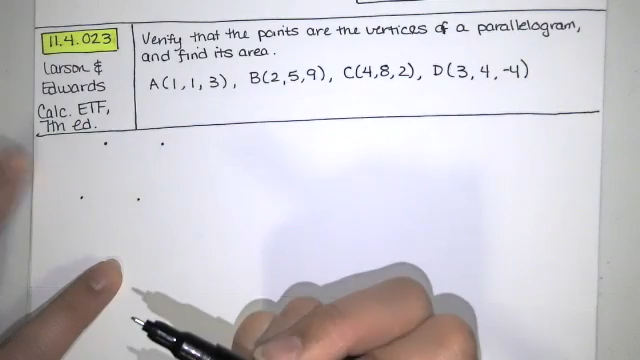 11.4.023
Larson &
Edwards
Calc. ETF,
7th ed.
Verify that the points are the vertices of a parallelogram,
and find its area.
A(1,1,3), B(2,5,9), C(4,8,2), D(3,4,-4)